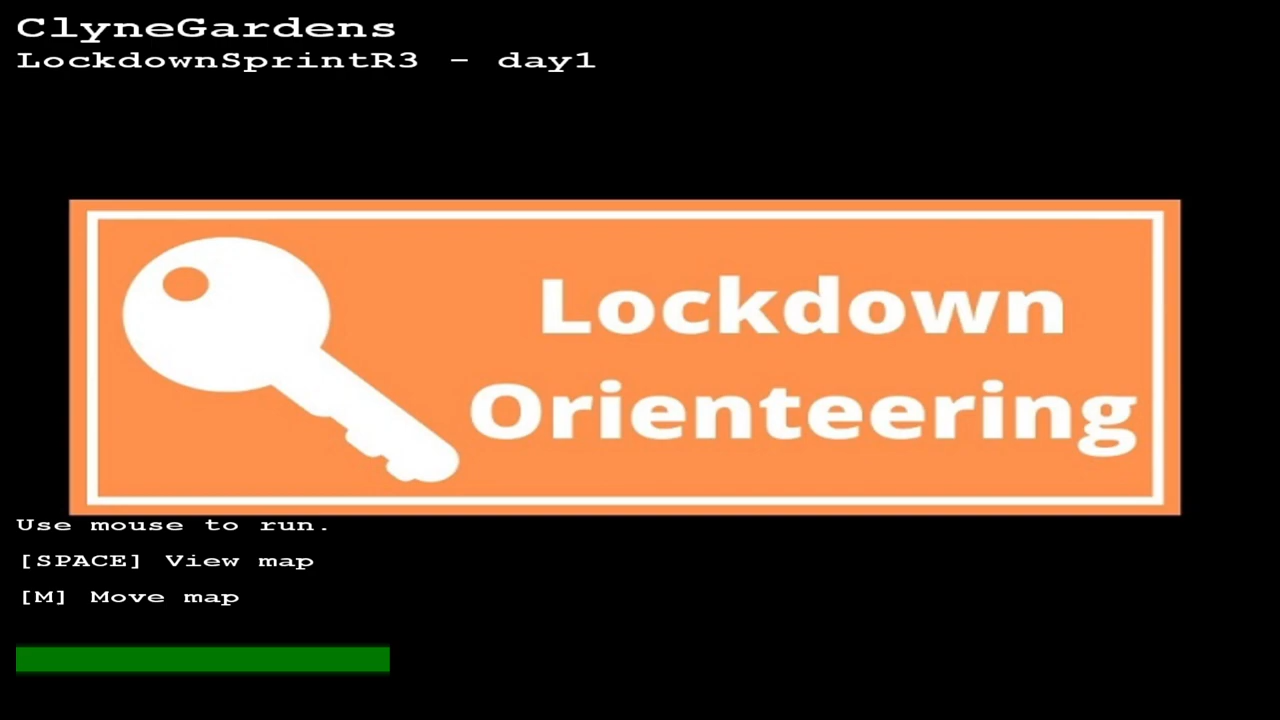 ClyneGardens
LockdownSprintR3 - day1
Lockdown
Orienteering
Use mouse to run.
[SPACE] View map
[M] Move map